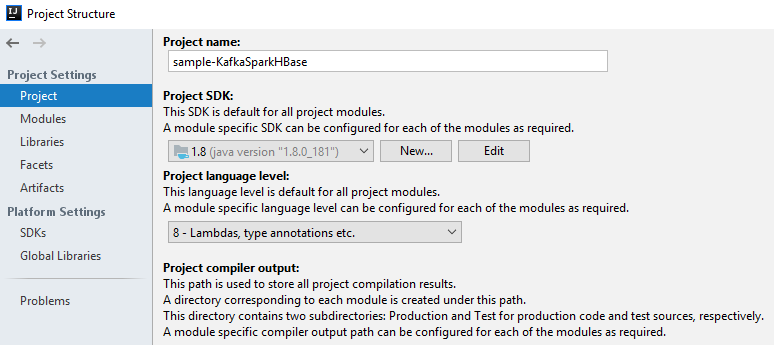 IJ
Project Structure
Project Settings
Project
Modules
Libraries
Facets
Artifacts
Platform Settings
SDKs
Global Libraries
Problems
Project name:
sample-KafkaSparkHBase
Project SDK:
This SDK is default for all project modules.
A module specific SDK can be configured for each of the modules as required.
1.8 (java version "1.8.0_181") New... Edit
Project language level:
This language level is default for all project modules.
A module specific language level can be configured for each of the modules as required.
8 - Lambdas, type annotations etc.
Project compiler output:
This path is used to store all project compilation results.
A directory corresponding to each module is created under this path.
This directory contains two subdirectories: Production and Test for production code and test sources, respectively.
A module specific compiler output path can be configured for each of the modules as required.